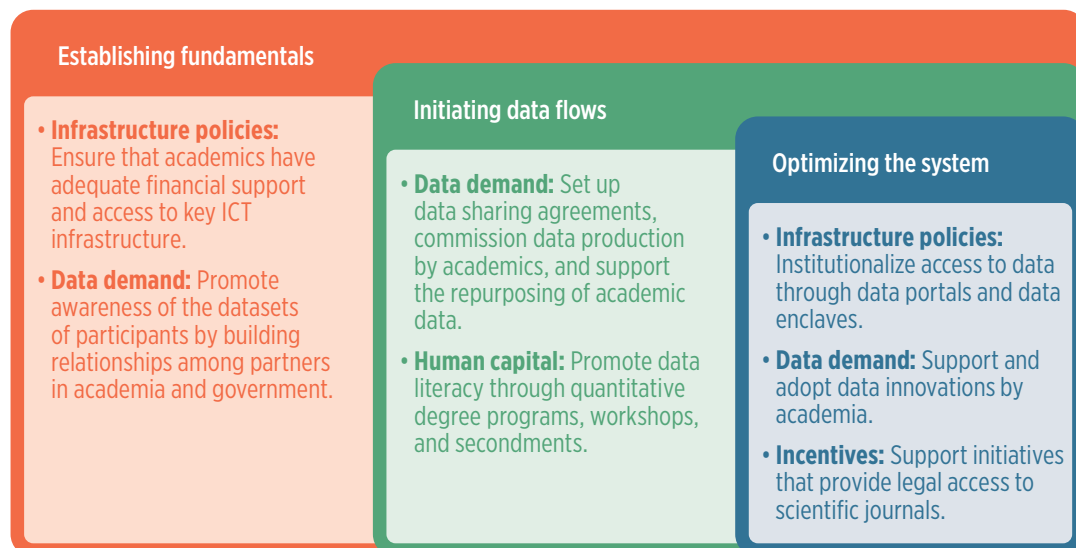 Establishing fundamentals
• Infrastructure policies:
Ensure that academics have
adequate financial support
and access to key ICT
infrastructure.
• Data demand: Promote
awareness of the datasets
of participants by building
relationships among partners
in academia and government.
Initiating data flows
• Data demand: Set up
data sharing agreements,
commission data production
by academics, and support
the repurposing of academic
data.
• Human capital: Promote data
literacy through quantitative
degree programs, workshops,
and secondments.
Optimizing the system
• Infrastructure policies:
Institutionalize access to data
through data portals and data
enclaves.
• Data demand: Support and
adopt data innovations by
academia.
• Incentives: Support initiatives
that provide legal access to
scientific journals.